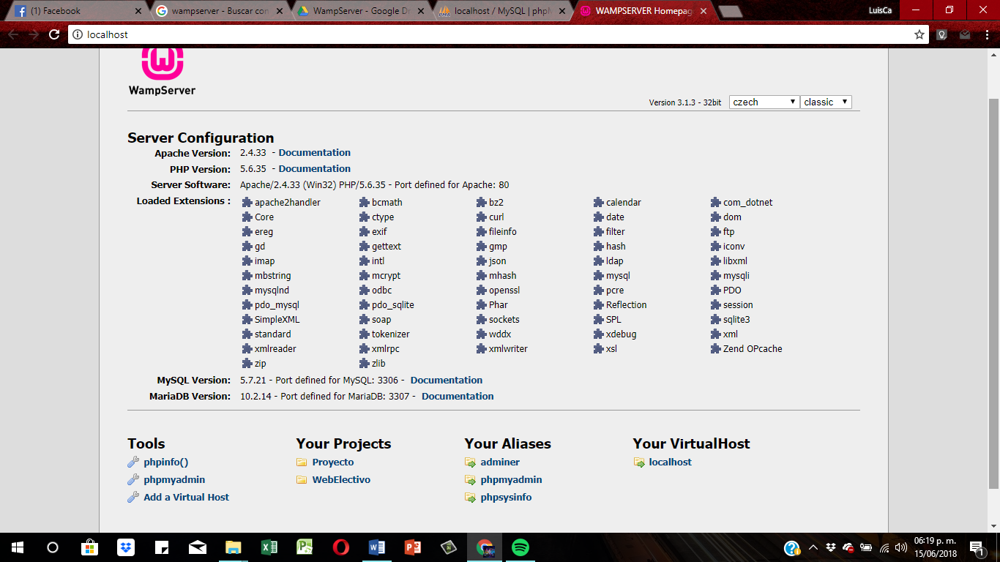 (1) Facebook
wampserver - Buscar con
WampServer - Google Dr
localhost / MySQL | phpM
WAMPSERVER Homepag
LuisCa
localhost
WampServer
Version 3.1.3 - 32bit
czech
classic
Server Configuration
Apache Version: 2.4.33 - Documentation
PHP Version: 5.6.35 - Documentation
Server Software: Apache/2.4.33 (Win32) PHP/5.6.35 - Port defined for Apache: 80
Loaded Extensions : apache2handler bcmath bz2 calendar com_dotnet
Core ctype curl date dom
ereg exif fileinfo filter ftp
gd gettext gmp hash iconv
imap intl json ldap libxml
mbstring mcrypt mhash mysql mysqli
mysqlnd odbc openssl pcre PDO
pdo_mysql pdo_sqlite Phar Reflection session
SimpleXML soap sockets SPL sqlite3
standard tokenizer wddx xdebug xml
xmlreader xmlrpc xmlwriter xsl Zend OPcache
zip zlib
MySQL Version: 5.7.21 - Port defined for MySQL: 3306 - Documentation
MariaDB Version: 10.2.14 - Port defined for MariaDB: 3307 - Documentation
Tools
phpinfo()
phpmyadmin
Add a Virtual Host
Your Projects
Proyecto
WebElectivo
Your Aliases
adminer
phpmyadmin
phpsysinfo
Your VirtualHost
localhost
06:19 p. m.
15/06/2018
1